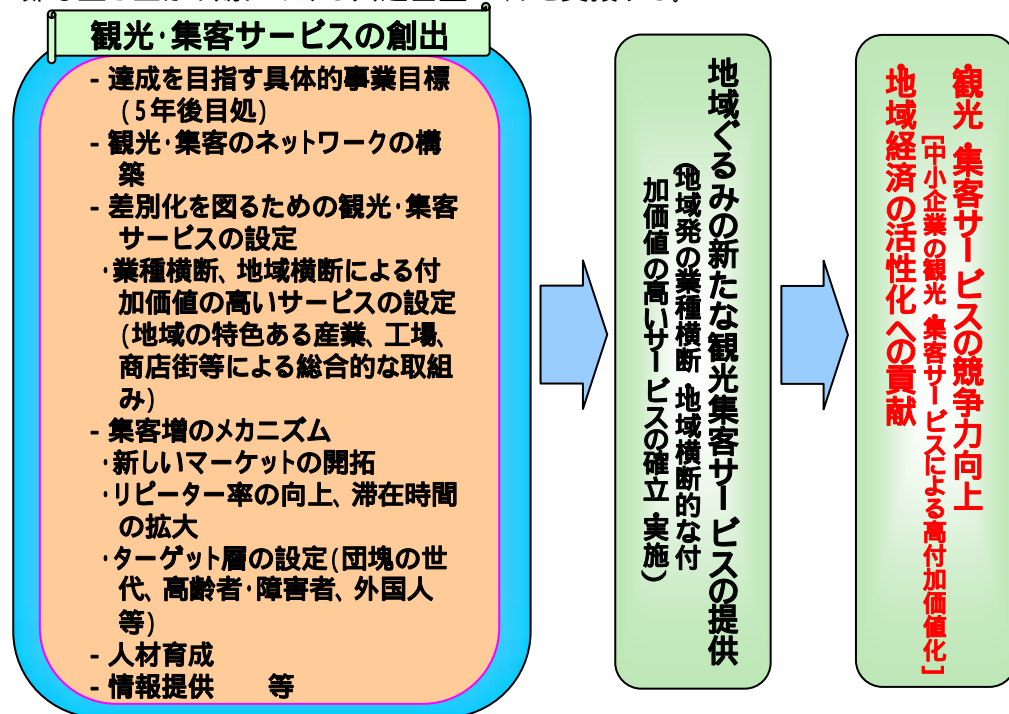 観光・集客サービスの創出
- 達成を目指す具体的事業目標
(5年後目処)
- 観光・集客のネットワークの構
築
- 差別化を図るための観光・集客
サービスの設定
・業種横断、地域横断による付
加価値の高いサービスの設定
(地域の特色ある産業、工場、
商店街等による総合的な取組
み)
- 集客増のメカニズム
・新しいマーケットの開拓
・リピーター率の向上、滞在時間
の拡大
・ターゲット層の設定(団塊の世
代、高齢者・障害者、外国人
等)
- 人材育成
- 情報提供　　等
地域ぐるみの新たな観光集客サービスの提供
(地域発の業種横断・地域横断的な付
加価値の高いサービスの確立・実施)
・観光・集客サービスの競争力向上
[中小企業の観光・集客サービスによる高付加価値化]
・地域経済の活性化への貢献